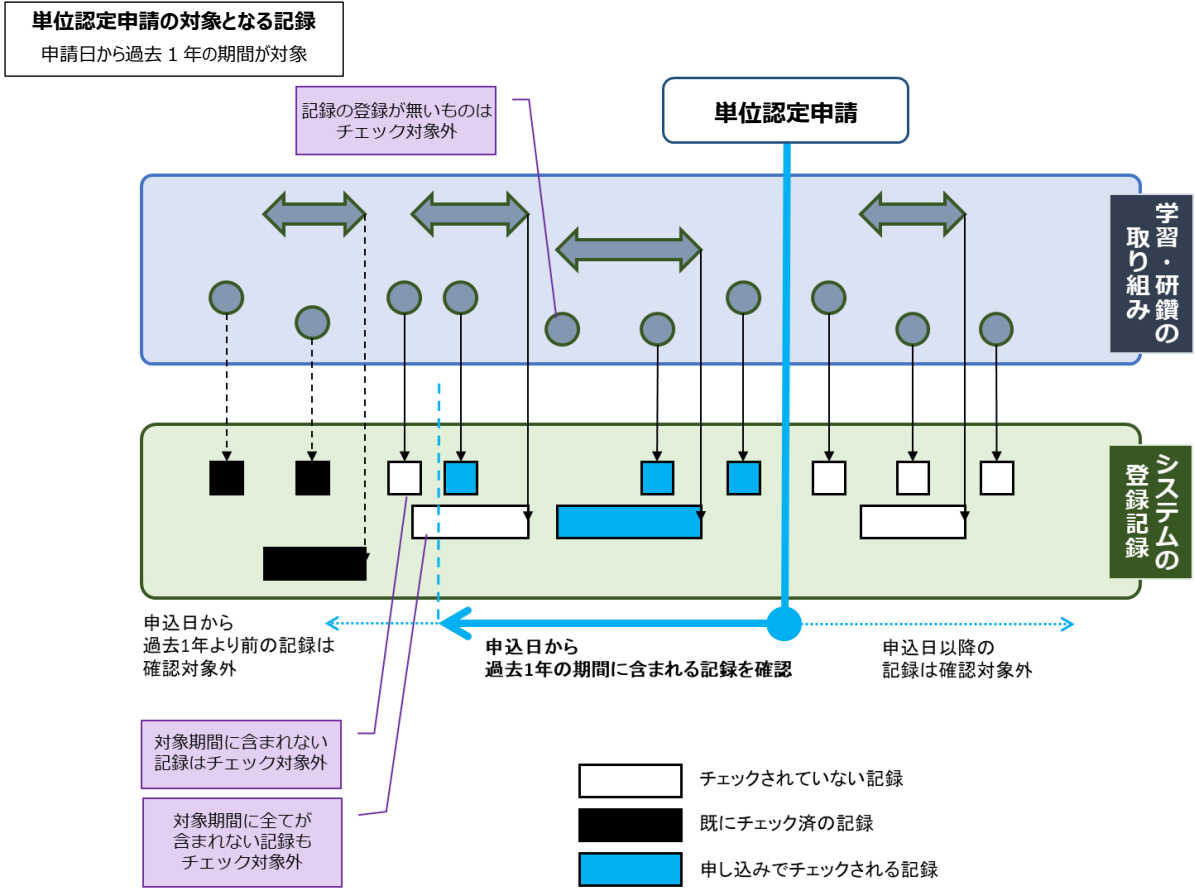 単位認定申請の対象となる記録
申請日から過去 1 年の期間が対象
記録の登録が無いものは
チェック対象外
単位認定申請
学習・研鑽の
取り組み
システムの
登録記録
申込日から
過去1年より前の記録は
確認対象外
申込日から
過去1年の期間に含まれる記録を確認
申込日以降の
記録は確認対象外
対象期間に含まれない
記録はチェック対象外
対象期間に全てが
含まれない記録も
チェック対象外
チェックされていない記録
既にチェック済の記録
申し込みでチェックされる記録